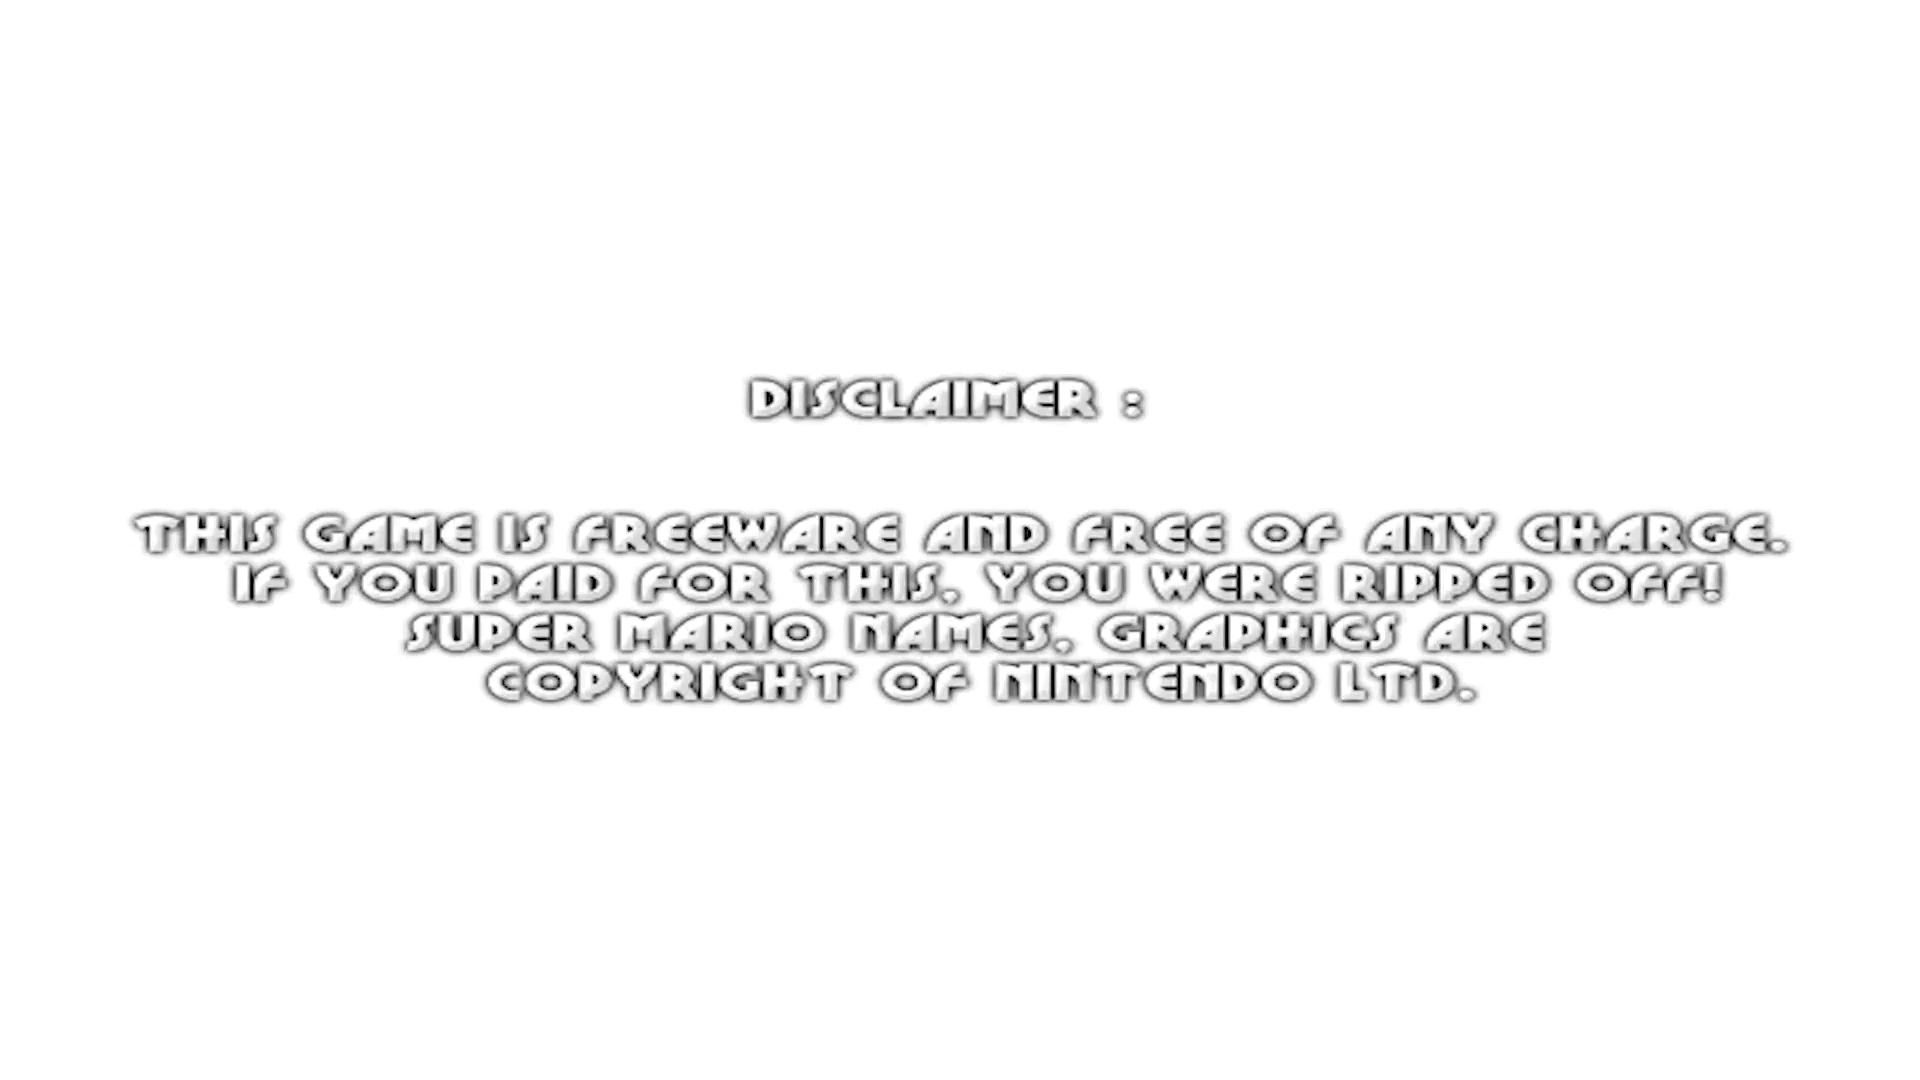 DISCLAIMER :
THIS GAME IS FREEWARE AND FREE OF ANY CHARGE.
IF YOU PAID FOR THIS, YOU WERE RIPPED OFF!
SUPER MARIO NAMES, GRAPHICS ARE
COPYRIGHT OF NINTENDO LTD.